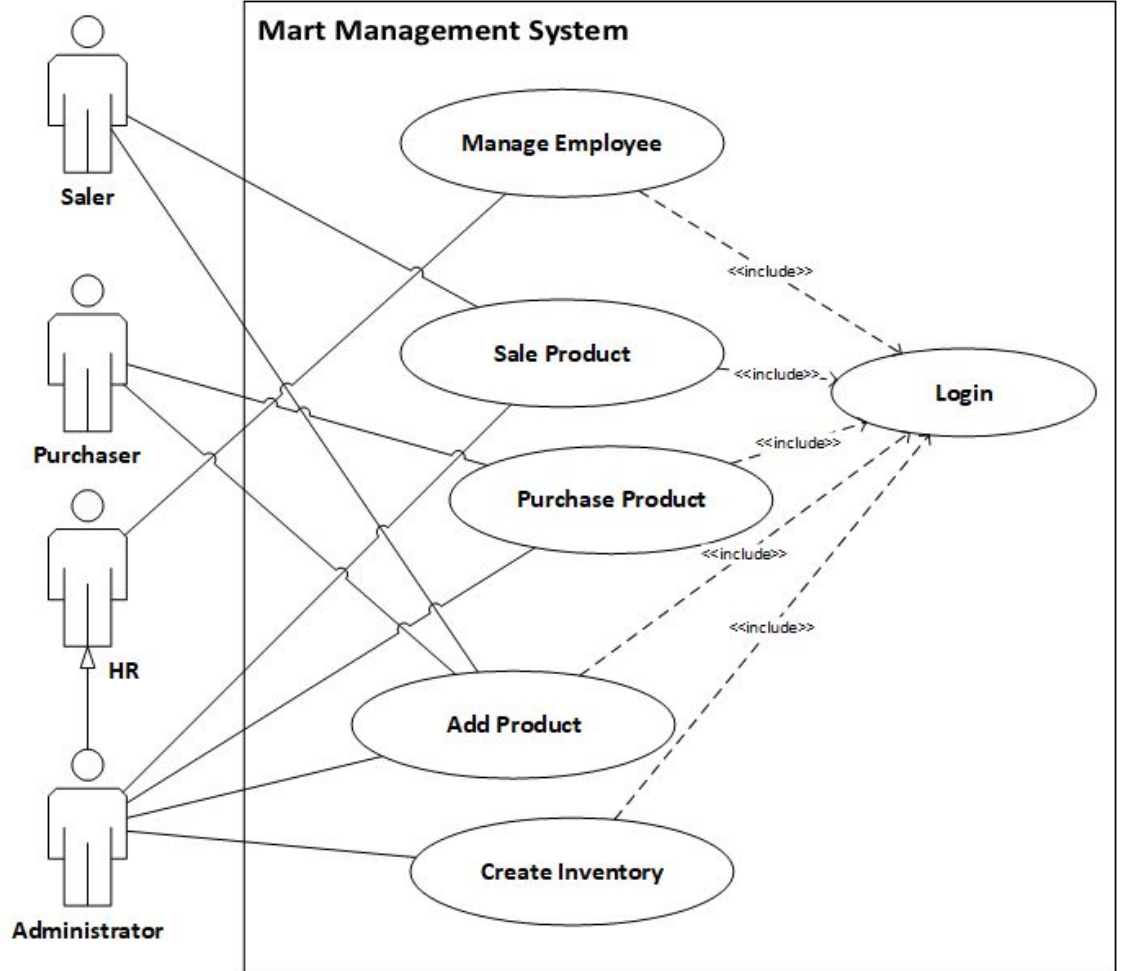 Mart Management System
Saler
Manage Employee
<<include>>
Sale Product
<<include>>
Login
Purchaser
<<include>>
Purchase Product
<<include>>
HR
<<include>>
Add Product
Create Inventory
Administrator